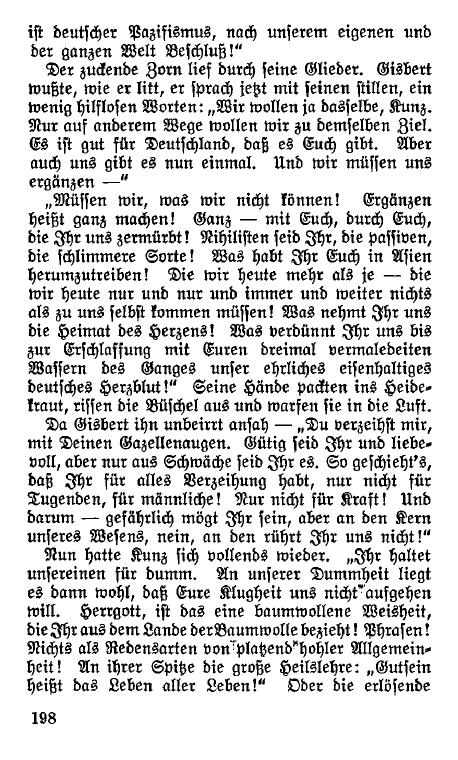 ist deutscher Pazifismus, nach unserem eigenen und
der ganzen Welt Beschluß!"
Der zuckende Zorn lief durch seine Glieder. Gisbert
wußte, wie er litt, er sprach jetzt mit seinen stillen, ein
wenig hilflosen Worten: „Wir wollen ja dasselbe, Kunz.
Nur auf anderem Wege wollen wir zu demselben Ziel.
Es ist gut für Deutschland, daß es Euch gibt. Aber
auch uns gibt es nun einmal. Und wir müssen uns
ergänzen —"
„Müssen wir, was wir nicht können! Ergänzen
heißt ganz machen! Ganz — mit Euch, durch Euch,
die Ihr uns zermürbt! Nihilisten seid Ihr, die passiven,
die schlimmere Sorte! Was habt Ihr Euch in Asien
herumzutreiben! Die wir heute mehr als je — die
wir heute nur und nur und immer und weiter nichts
als zu uns selbst kommen müssen! Was nehmt Ihr uns
die Heimat des Herzens! Was verdünnt Ihr uns bis
zur Erschlaffung mit Euren dreimal vermaledeiten
Wassern des Ganges unser ehrliches eisenhaltiges
deutsches Herzblut!" Seine Hände packten ins Heide-
kraut, rissen die Büschel aus und warfen sie in die Luft.
Da Gisbert ihn unbeirrt ansah — „Du verzeihst mir,
mit Deinen Gazellenaugen. Gütig seid Ihr und liebe-
voll, aber nur aus Schwäche seid Ihr es. So geschieht's,
daß Ihr für alles Verzeihung habt, nur nicht für
Tugenden, für männliche! Nur nicht für Kraft! Und
darum — gefährlich mögt Ihr sein, aber an den Kern
unseres Wesens, nein, an den rührt Ihr uns nicht!"
Nun hatte Kunz sich vollends wieder. „Ihr haltet
unsereinen für dumm. An unserer Dummheit liegt
es dann wohl, daß Eure Klugheit uns nicht aufgehen
will. Herrgott, ist das eine baumwollene Weisheit,
die Ihr aus dem Lande der Baumwolle bezieht! Phrasen!
Nichts als Redensarten von platzend hohler Allgemein-
heit! An ihrer Spitze die große Heilslehre: „Gutsein
heißt das Leben aller Leben!" Oder die erlösende
198